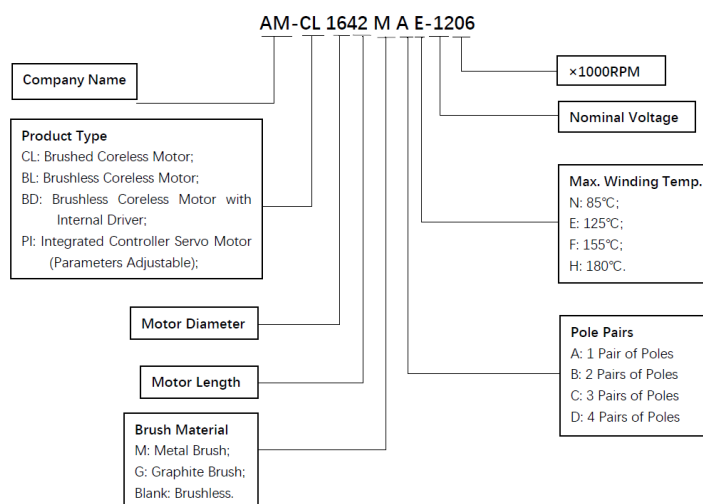 AM-CL 1642 M A E-1206
Company Name
×1000RPM
Nominal Voltage
Product Type
CL: Brushed Coreless Motor;
BL: Brushless Coreless Motor;
BD: Brushless Coreless Motor with
Internal Driver;
PI: Integrated Controller Servo Motor
(Parameters Adjustable);
Max. Winding Temp.
N: 85℃;
E: 125℃;
F: 155℃;
H: 180℃.
Motor Diameter
Motor Length
Pole Pairs
A: 1 Pair of Poles
B: 2 Pairs of Poles
C: 3 Pairs of Poles
D: 4 Pairs of Poles
Brush Material
M: Metal Brush;
G: Graphite Brush;
Blank: Brushless.